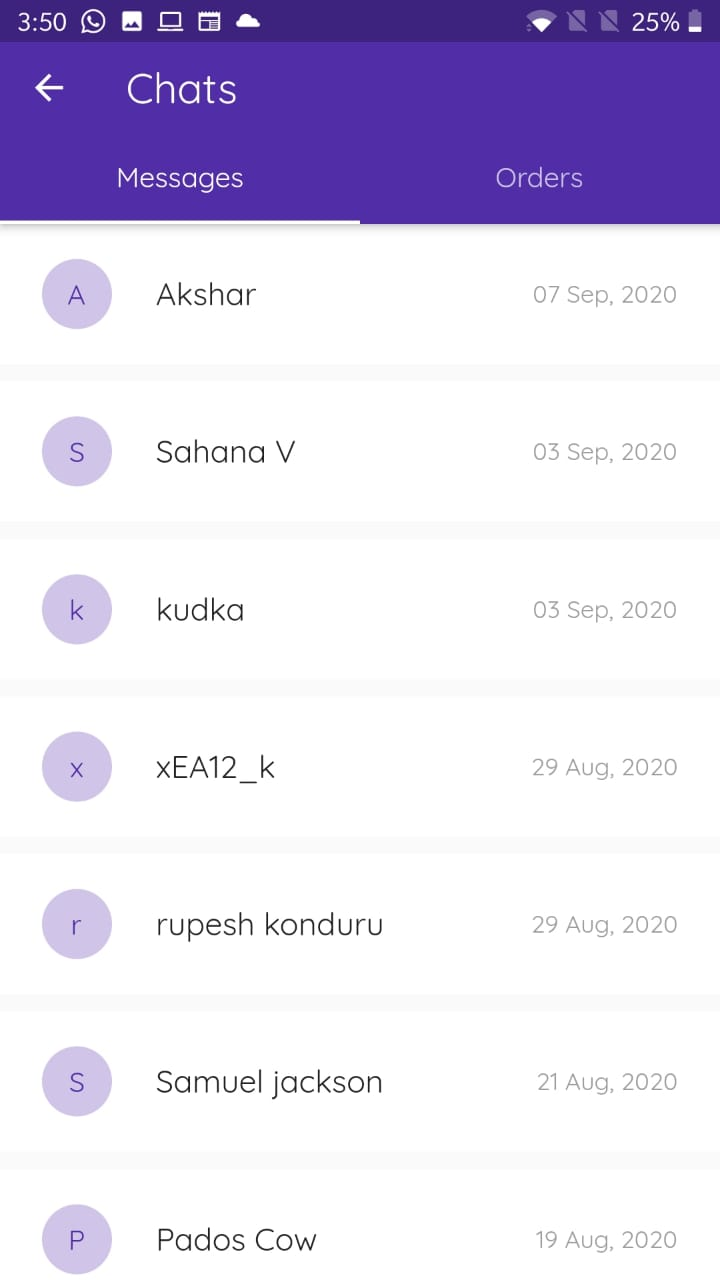 3:50 25%
Chats
Messages Orders
A Akshar 07 Sep, 2020
S Sahana V 03 Sep, 2020
k kudka 03 Sep, 2020
x xEA12_k 29 Aug, 2020
r rupesh konduru 29 Aug, 2020
S Samuel jackson 21 Aug, 2020
P Pados Cow 19 Aug, 2020